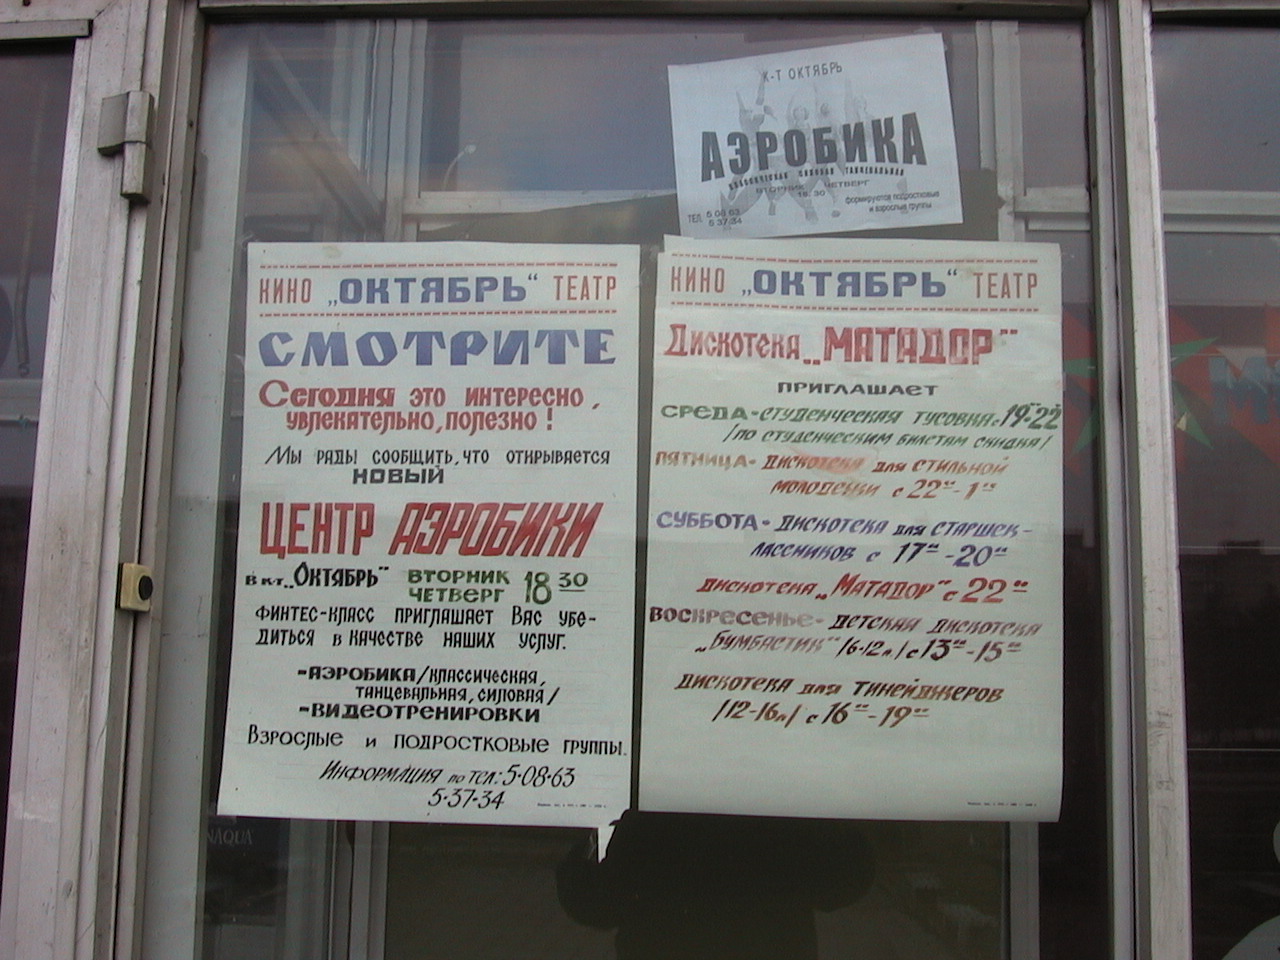 К-Т ОКТЯБРЬ
АЭРОБИКА
КЛАССИЧЕСКАЯ СИЛОВАЯ ТАНЦЕВАЛЬНАЯ
ВТОРНИК ЧЕТВЕРГ
18.30
формируются подростковые
и взрослые группы
ТЕЛ. 5 08 63
5 37 34
КИНО „ОКТЯБРЬ“ ТЕАТР
СМОТРИТЕ
Сегодня это интересно,
увлекательно, полезно!
Мы рады сообщить, что открывается
новый
ЦЕНТР АЭРОБИКИ
в к-т. „Октябрь” вторник 18 30
четверг
финтес-класс приглашает Вас убе-
диться в качестве наших услуг.
-аэробика /классическая,
танцевальная, силовая/
-видеотренировки
Взрослые и подростковые группы.
Информация по тел: 5-08-63
5-37-34
КИНО „ОКТЯБРЬ“ ТЕАТР
Дискотека „МАТАДОР”
приглашает
Среда - студенческая тусовка с 19-22
/по студенческим билетам скидка/
пятница - дискотека для стильной
молодежи с 22°°-1°°
суббота - дискотека для старшек-
лассников с 17°°-20°°
дискотека „Матадор” с 22°°
Воскресенье - детская дискотека
„Бумбастик” /6-12л/ с 13°°-15°°
дискотека для тинейджеров
/12-16л/ с 16°°-19°°
NAQUA